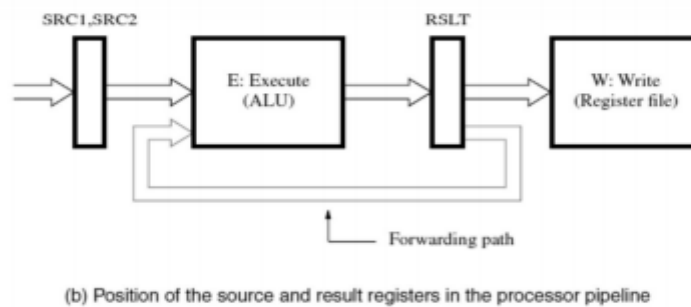 SRC1,SRC2
RSLT
E: Execute
(ALU)
W: Write
(Register file)
Forwarding path
(b) Position of the source and result registers in the processor pipeline